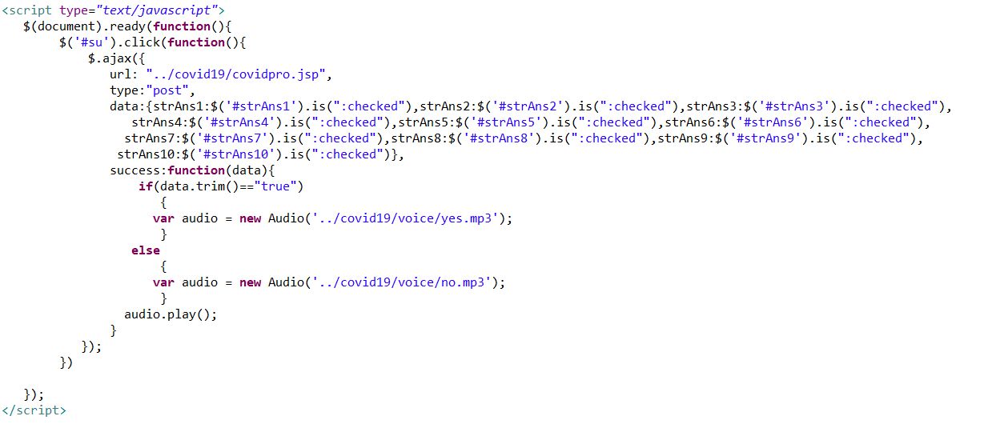 <script type="text/javascript">
$(document).ready(function(){
$('#su').click(function(){
$.ajax({
url: "../covid19/covidpro.jsp",
type:"post",
data:{strAns1:$('#strAns1').is(":checked"),strAns2:$('#strAns2').is(":checked"),strAns3:$('#strAns3').is(":checked"),
strAns4:$('#strAns4').is(":checked"),strAns5:$('#strAns5').is(":checked"),strAns6:$('#strAns6').is(":checked"),
strAns7:$('#strAns7').is(":checked"),strAns8:$('#strAns8').is(":checked"),strAns9:$('#strAns9').is(":checked"),
strAns10:$('#strAns10').is(":checked")},
success:function(data){
if(data.trim()=="true")
{
var audio = new Audio('../covid19/voice/yes.mp3');
}
else
{
var audio = new Audio('../covid19/voice/no.mp3');
}
audio.play();
}
});
})
});
</script>